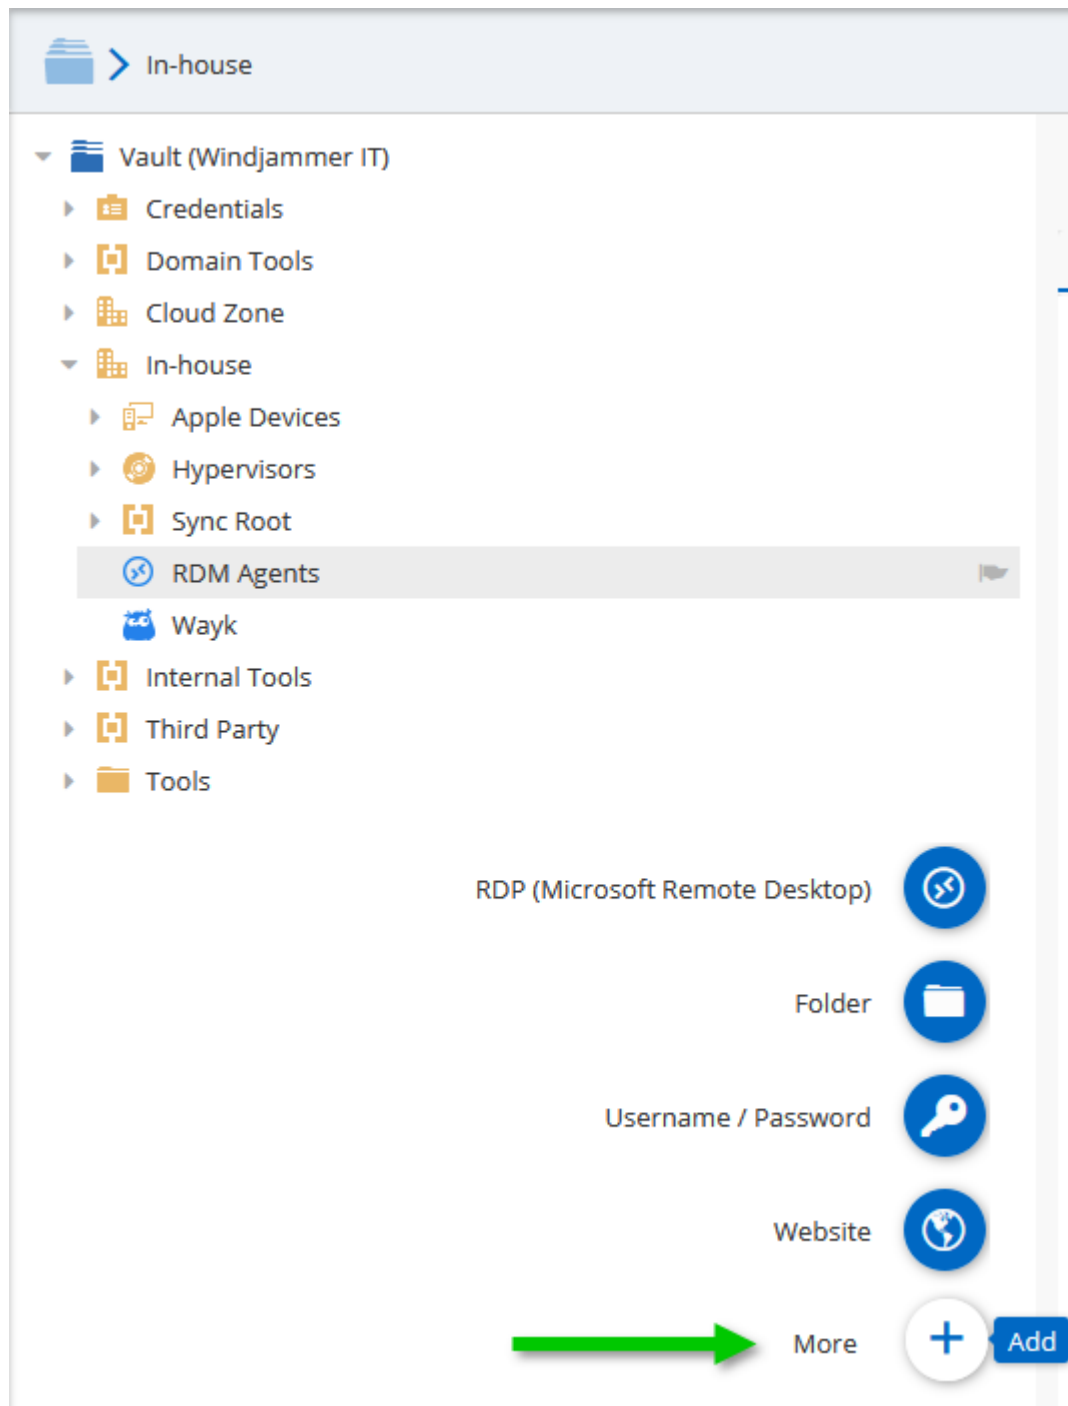 In-house
Vault (Windjammer IT)
Credentials
Domain Tools
Cloud Zone
In-house
Apple Devices
Hypervisors
Sync Root
RDM Agents
Wayk
Internal Tools
Third Party
Tools
RDP (Microsoft Remote Desktop)
Folder
Username / Password
Website
More Add